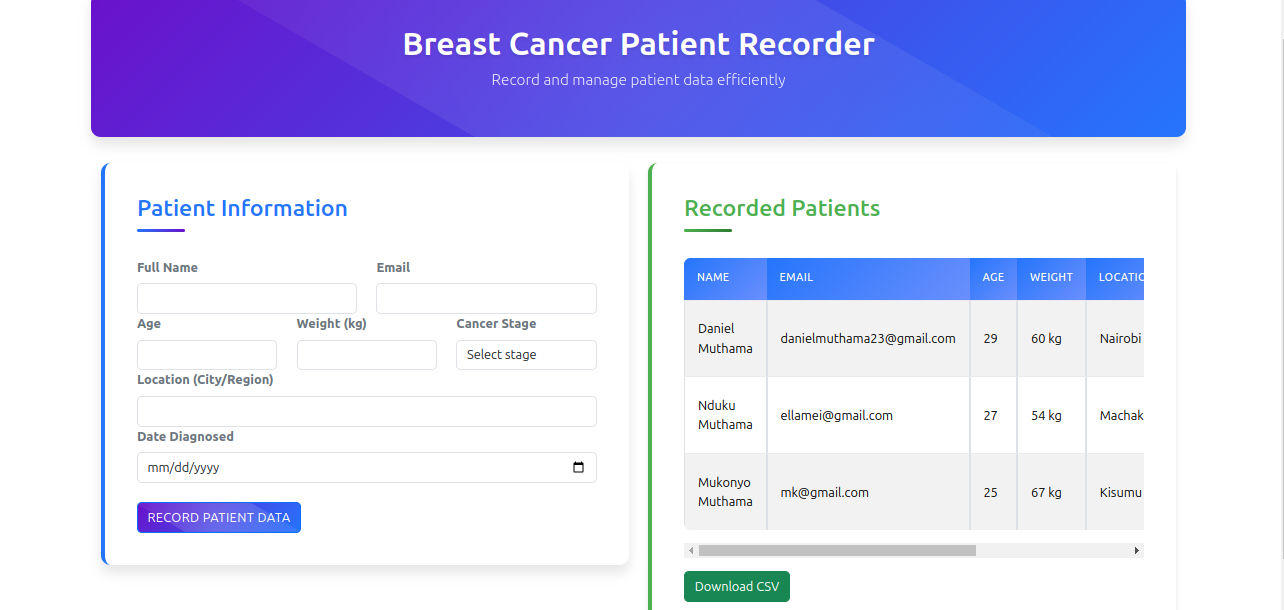 Breast Cancer Patient Recorder
Record and manage patient data efficiently
Patient Information
Full Name
Email
Age
Weight (kg)
Cancer Stage
Select stage
Location (City/Region)
Date Diagnosed
mm/dd/yyyy
RECORD PATIENT DATA
Recorded Patients
NAME EMAIL AGE WEIGHT LOCATIO
Daniel
Muthama
danielmuthama23@gmail.com 29 60 kg Nairobi
Nduku
Muthama
ellamei@gmail.com 27 54 kg Machak
Mukonyo
Muthama
mk@gmail.com 25 67 kg Kisumu
Download CSV